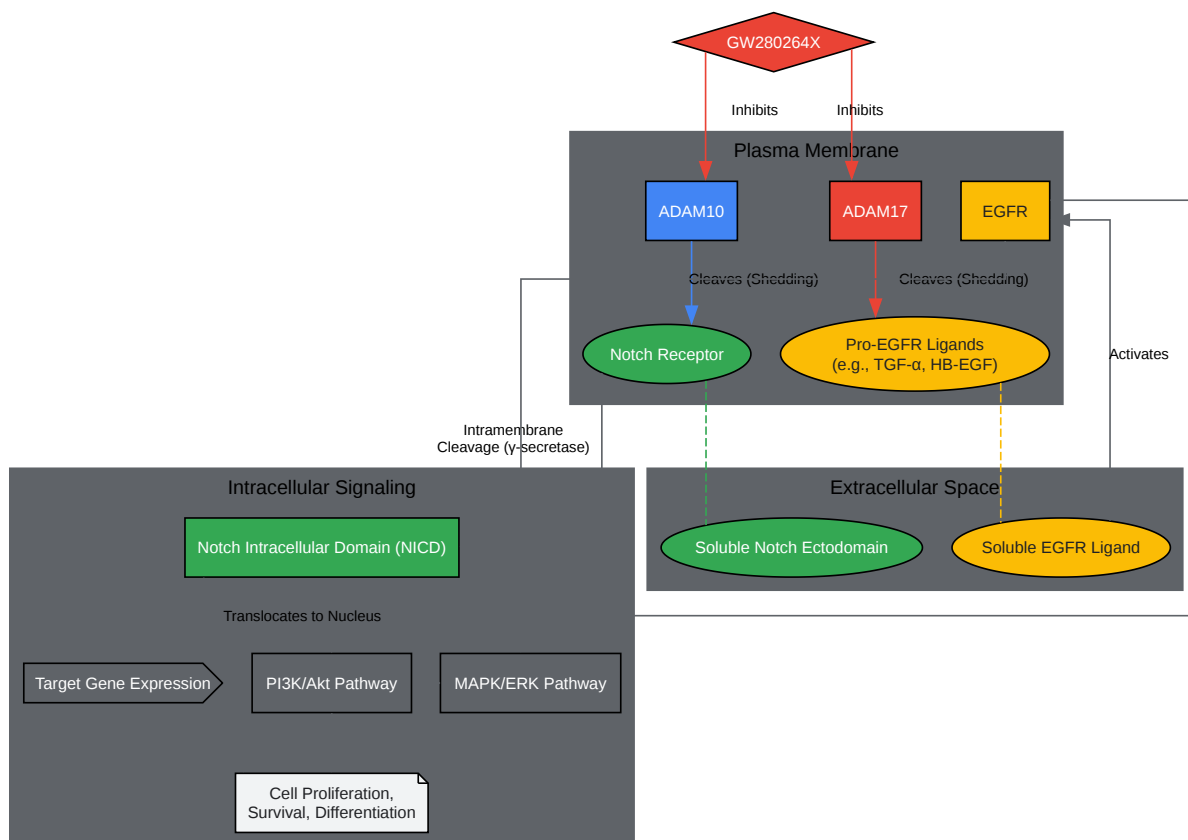 GW280264X
Inhibits
Inhibits
Plasma Membrane
ADAM10
ADAM17
EGFR
Cleaves (Shedding)
Cleaves (Shedding)
Notch Receptor
Pro-EGFR Ligands
(e.g., TGF-α, HB-EGF)
Activates
Intramembrane
Cleavage (γ-secretase)
Intracellular Signaling
Extracellular Space
Notch Intracellular Domain (NICD)
Soluble Notch Ectodomain
Soluble EGFR Ligand
Translocates to Nucleus
Target Gene Expression
PI3K/Akt Pathway
MAPK/ERK Pathway
Cell Proliferation,
Survival, Differentiation